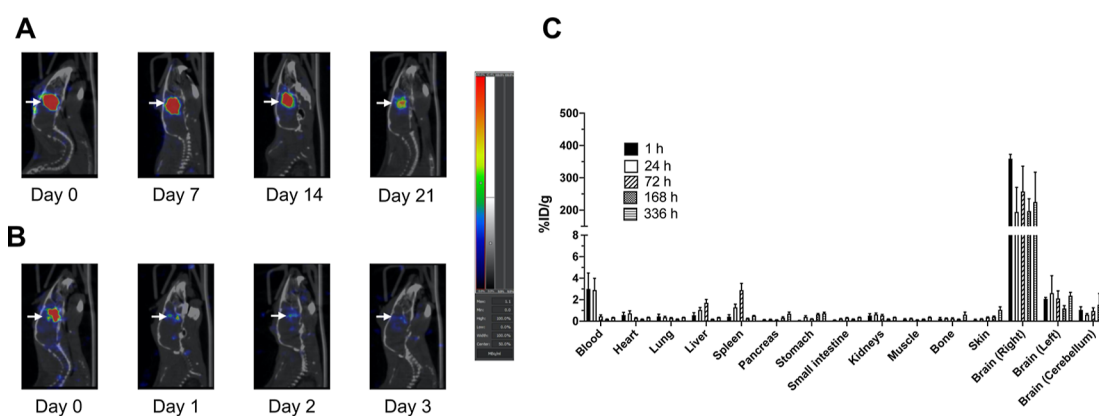 A
Day 0
Day 7
Day 14
Day 21
B
Day 0
Day 1
Day 2
Day 3
C
%ID/g
500
400
300
200
8
6
4
2
0
1 h
24 h
72 h
168 h
336 h
Blood
Heart
Lung
Liver
Spleen
Pancreas
Stomach
Small intestine
Kidneys
Muscle
Bone
Skin
Brain (Right)
Brain (Left)
Brain (Cerebellum)